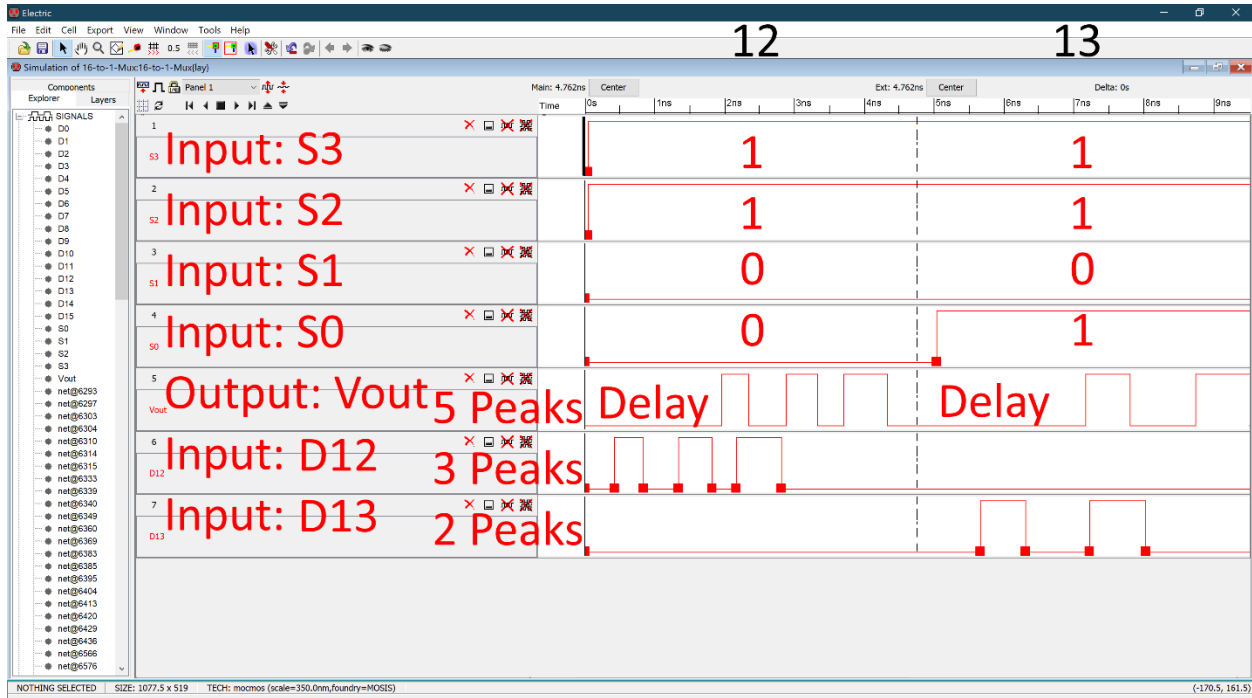 Electric
File Edit Cell Export View Window Tools Help
0.5
12 13
Simulation of 16-to-1-Mux:16-to-1-Mux{lay}
Components
Explorer Layers
Panel 1
Main: 4.762ns Center Ext: 4.762ns Center Delta: 0s
Time 0s 1ns 2ns 3ns 4ns 5ns 6ns 7ns 8ns 9ns
SIGNALS
D0
D1
D2
D3
D4
D5
D6
D7
D8
D9
D10
D11
D12
D13
D14
D15
S0
S1
S2
S3
Vout
net@6293
net@6297
net@6303
net@6304
net@6310
net@6314
net@6315
net@6333
net@6339
net@6340
net@6349
net@6360
net@6369
net@6383
net@6385
net@6395
net@6404
net@6413
net@6420
net@6429
net@6436
net@6566
net@6576
1
S3 Input: S3 1 1
2
S2 Input: S2 1 1
3
S1 Input: S1 0 0
4
S0 Input: S0 0 1
5
Vout Output: Vout 5 Peaks Delay Delay
6
D12 Input: D12 3 Peaks
7
D13 Input: D13 2 Peaks
NOTHING SELECTED SIZE: 1077.5 x 519 TECH: mocmos (scale=350.0nm,foundry=MOSIS) (-170.5, 161.5)